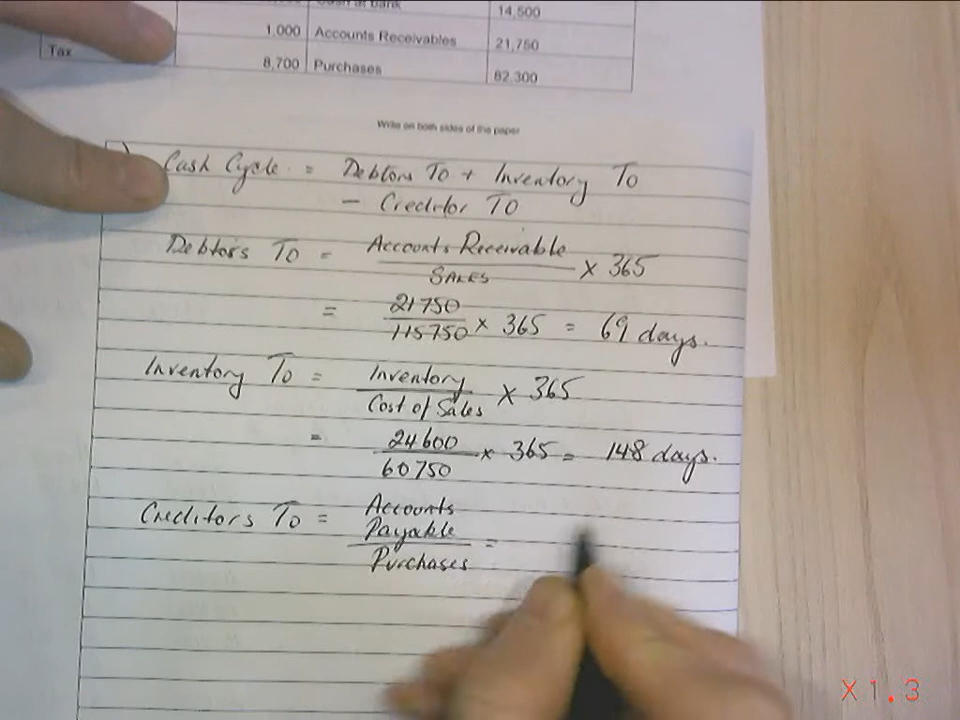 at bank
14,500
1,000 Accounts Receivables 21,750
Tax 8,700 Purchases 82,300
Write on both sides of the paper
Cash Cycle = Debtors To + Inventory To
- Creditor TO
Debtors To = Accounts Receivable
SALES × 365
= 21750
115750 × 365 = 69 days.
Inventory To = Inventory
Cost of Sales × 365
= 24600
60750 × 365 = 148 days.
Creditors To = Accounts
Payable
Purchases =
X1.3